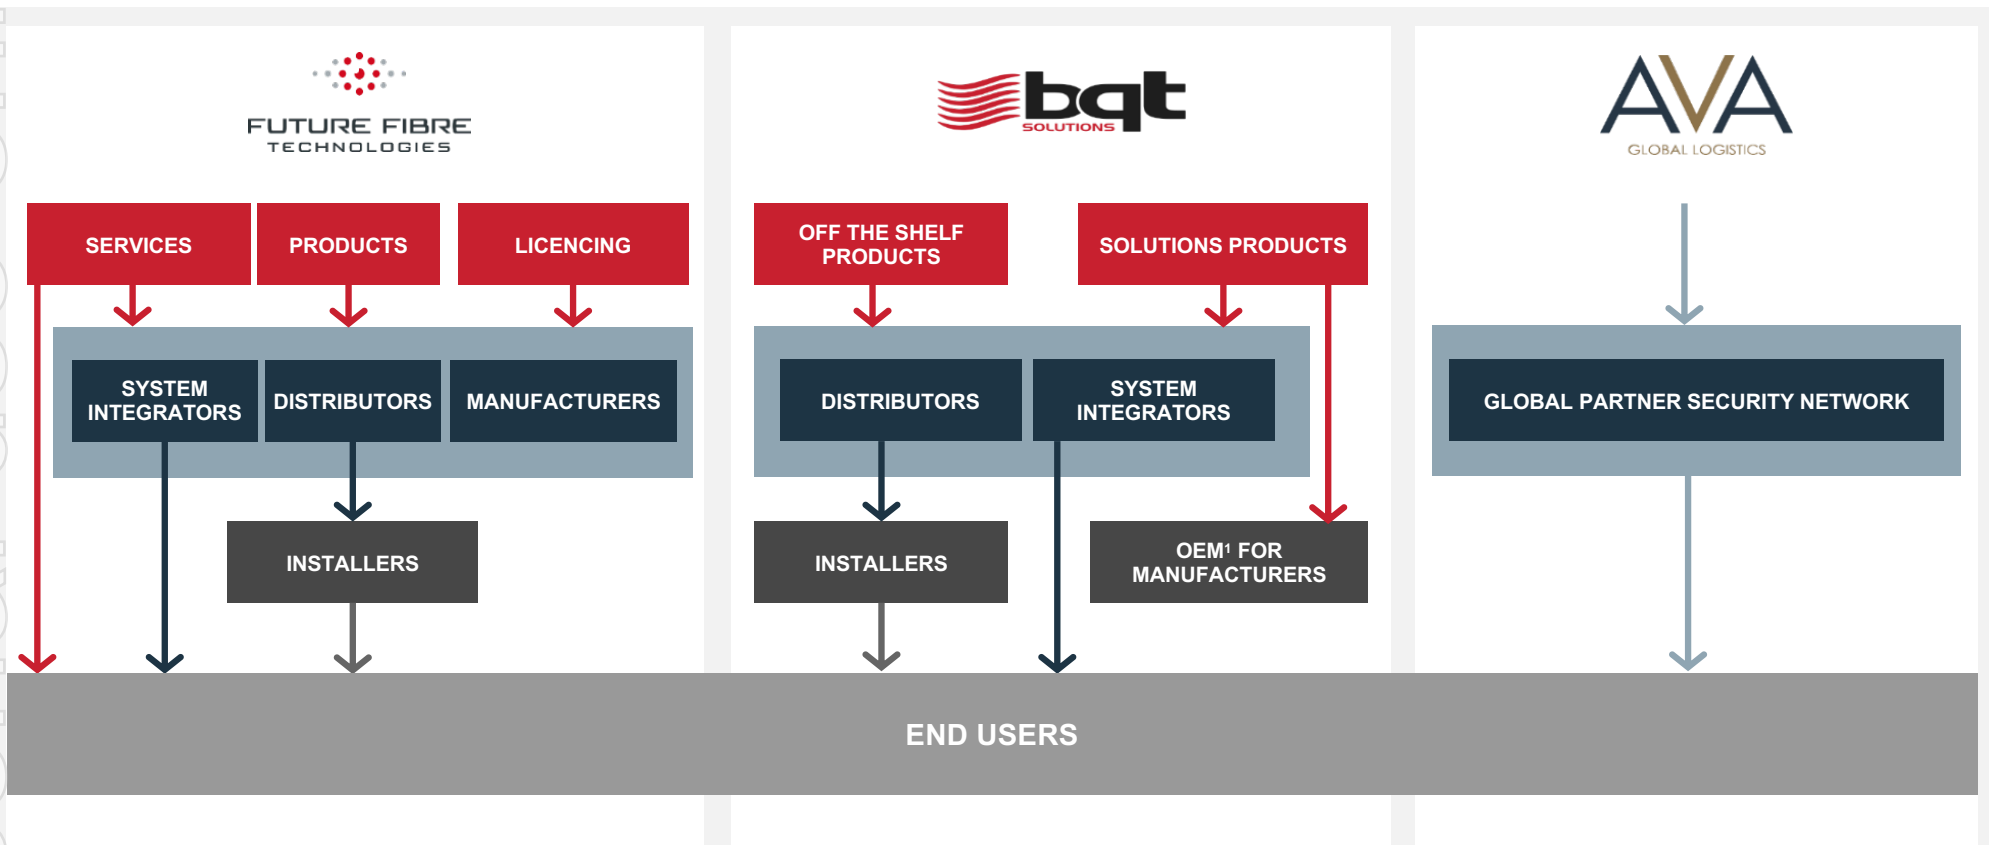 FUTURE FIBRE
TECHNOLOGIES
bqt
SOLUTIONS
AVA
GLOBAL LOGISTICS
SERVICES
PRODUCTS
LICENCING
OFF THE SHELF
PRODUCTS
SOLUTIONS PRODUCTS
SYSTEM
INTEGRATORS
DISTRIBUTORS
MANUFACTURERS
DISTRIBUTORS
SYSTEM
INTEGRATORS
GLOBAL PARTNER SECURITY NETWORK
INSTALLERS
INSTALLERS
OEM¹ FOR
MANUFACTURERS
END USERS